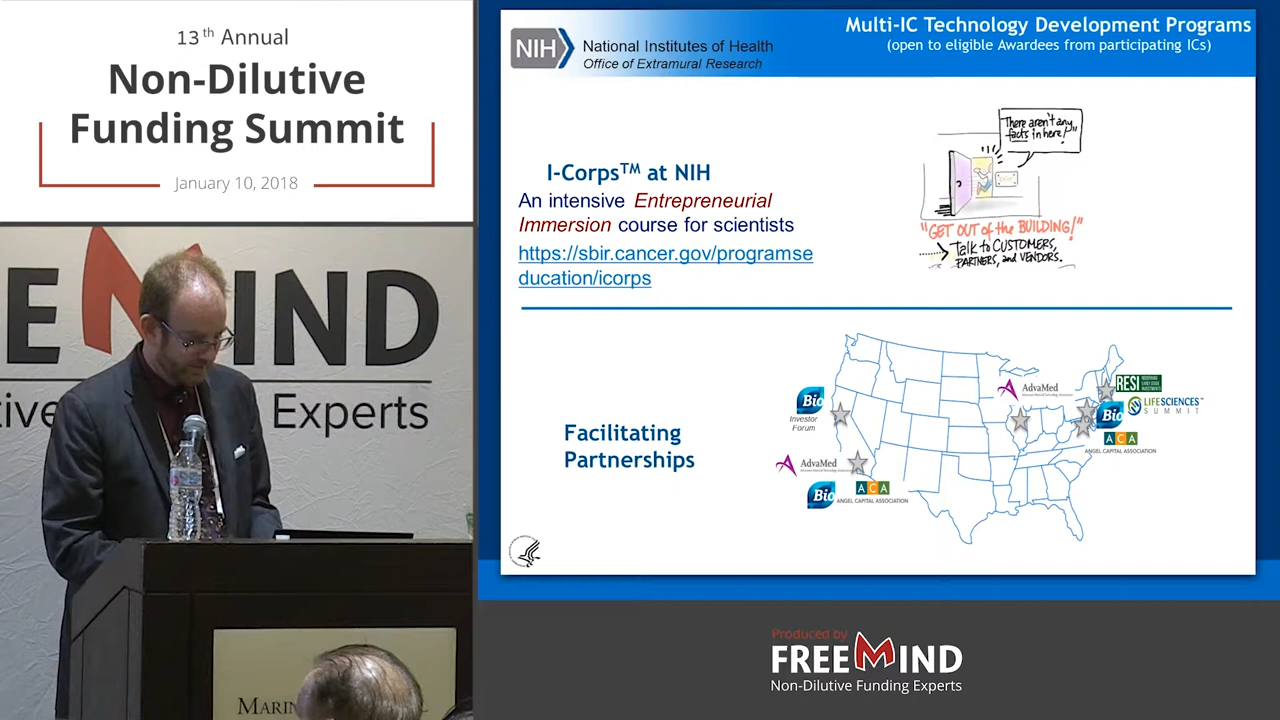 13th Annual
Non-Dilutive
Funding Summit
January 10, 2018
EMIND
Experts
NIH
National Institutes of Health
Office of Extramural Research
Multi-IC Technology Development Programs
(open to eligible Awardees from participating ICs)
I-Corps™ at NIH
An intensive Entrepreneurial
Immersion course for scientists
https://sbir.cancer.gov/programse
ducation/icorps
There aren't any
facts in here!"
"GET OUT of the BUILDING!"
Talk to CUSTOMERS,
PARTNERS, and VENDORS.
Facilitating
Partnerships
Bio
Investor
Forum
AdvaMed
Bio
ACA
ANGEL CAPITAL ASSOCIATION
AdvaMed
RESI
LIFESCIENCES™
SUMMIT
Bio
ACA
ANGEL CAPITAL ASSOCIATION
Produced by
FREEMIND
Non-Dilutive Funding Experts